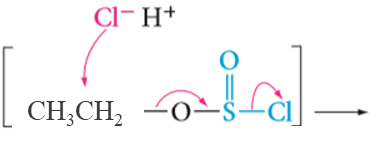 Cl⁻ H⁺
O
CH₃CH₂ —O—S—Cl